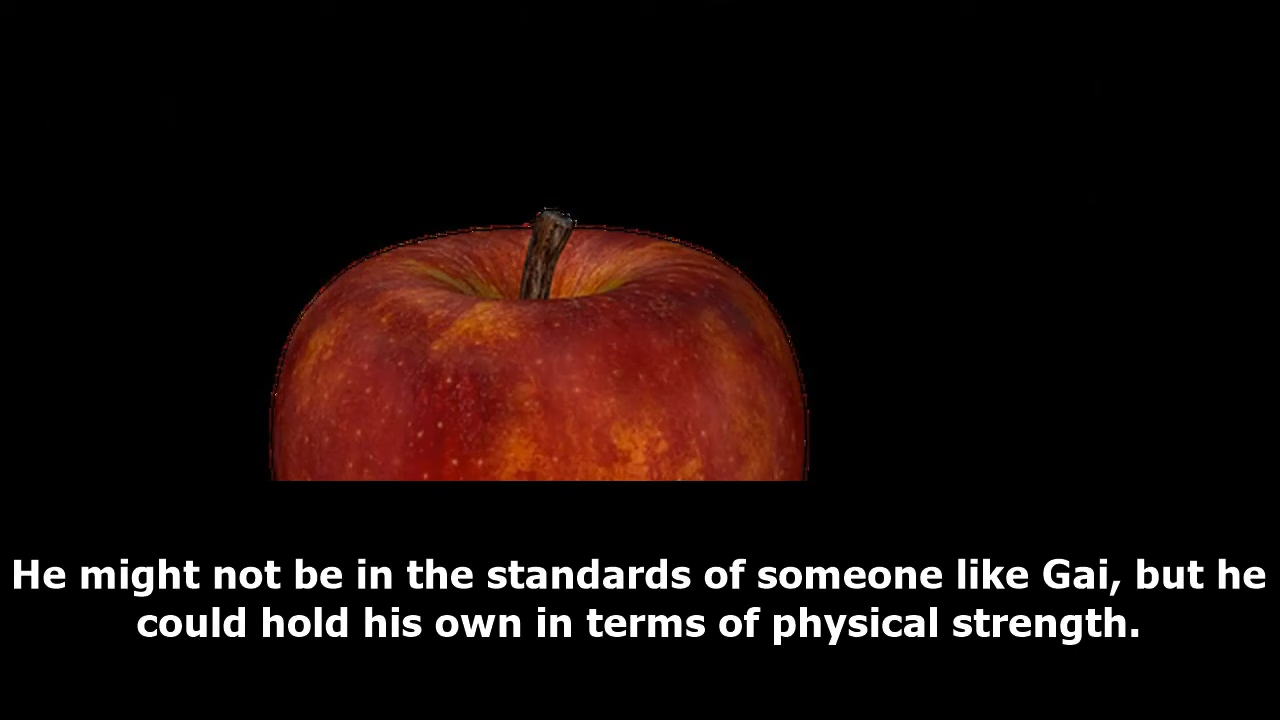 He might not be in the standards of someone like Gai, but he
could hold his own in terms of physical strength.